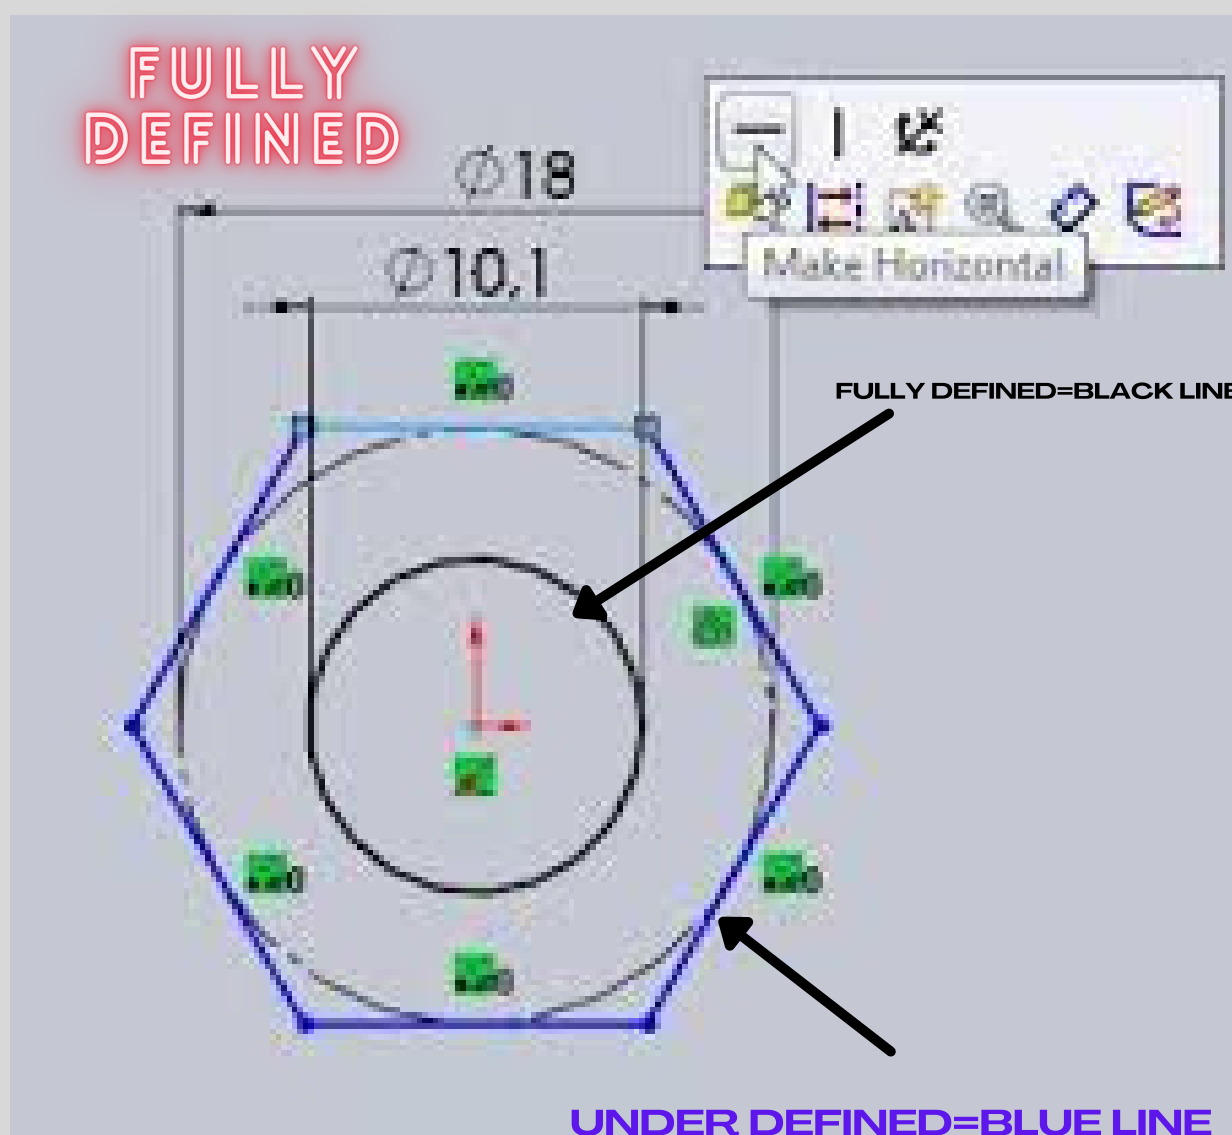 FULLY
DEFINED
Ø18
Ø10,1
Make Horizontal
FULLY DEFINED=BLACK LINE
UNDER DEFINED=BLUE LINE